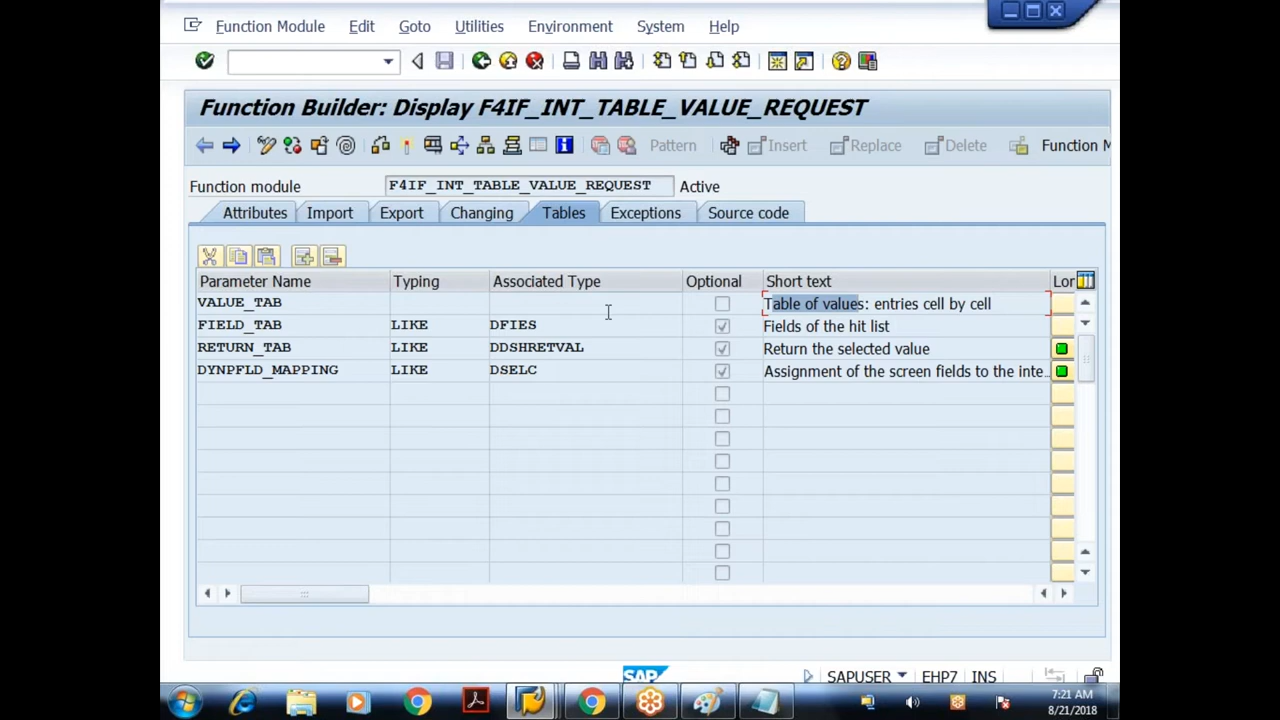 Function Module Edit Goto Utilities Environment System Help
Function Builder: Display F4IF_INT_TABLE_VALUE_REQUEST
Pattern Insert Replace Delete Function M
Function module F4IF_INT_TABLE_VALUE_REQUEST Active
Attributes Import Export Changing Tables Exceptions Source code
Parameter Name Typing Associated Type Optional Short text Lor
VALUE_TAB Table of values: entries cell by cell
FIELD_TAB LIKE DFIES Fields of the hit list
RETURN_TAB LIKE DDSHRETVAL Return the selected value
DYNPFLD_MAPPING LIKE DSELC Assignment of the screen fields to the inte...
SAP SAPUSER EHP7 INS
7:21 AM
8/21/2018